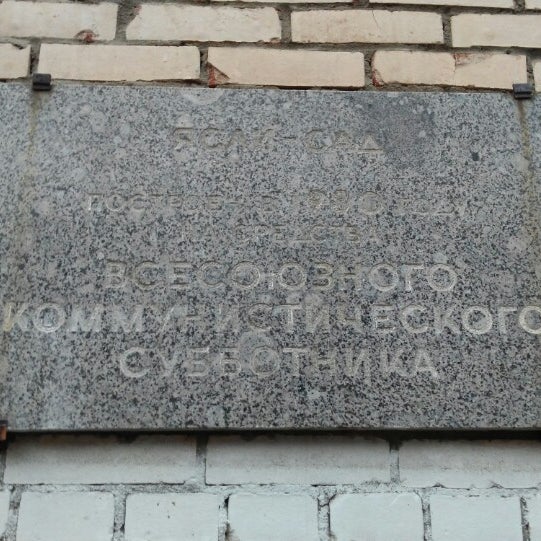 ЯСЛИ-САД
СРЕДСТВА
ВСЕСОЮЗНОГО
КОММУНИСТИЧЕСКОГО
СУББОТНИКА